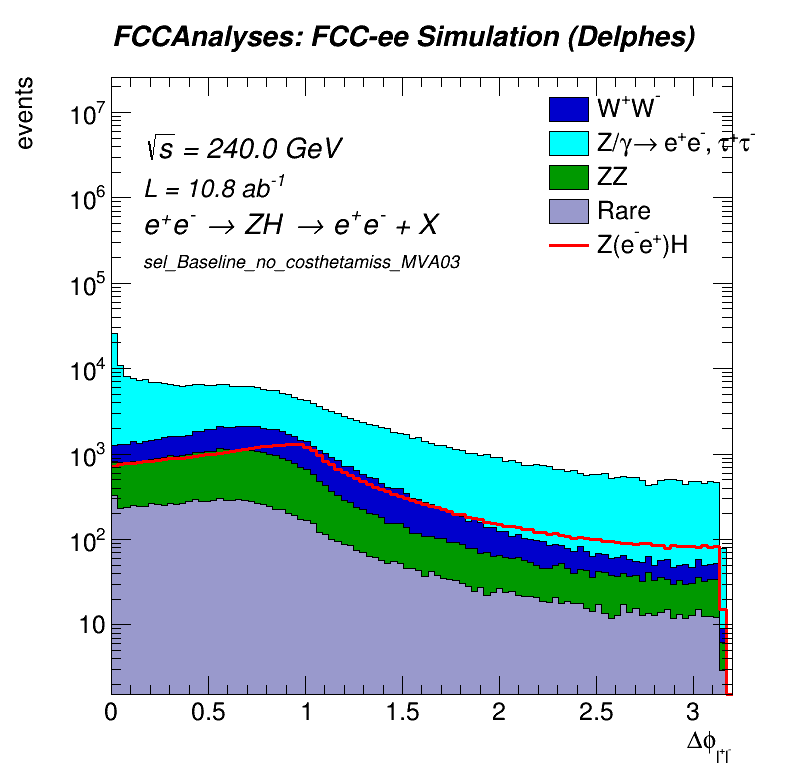 FCCAnalyses: FCC-ee Simulation (Delphes)
events
10⁷
10⁶
10⁵
10⁴
10³
10²
10
√s = 240.0 GeV
L = 10.8 ab⁻¹
e⁺e⁻ → ZH → e⁺e⁻ + X
sel_Baseline_no_costhetamiss_MVA03
W⁺W⁻
Z/γ → e⁺e⁻, τ⁺τ⁻
ZZ
Rare
Z(e⁻e⁺)H
0 0.5 1 1.5 2 2.5 3
Δϕ_l⁺l⁻